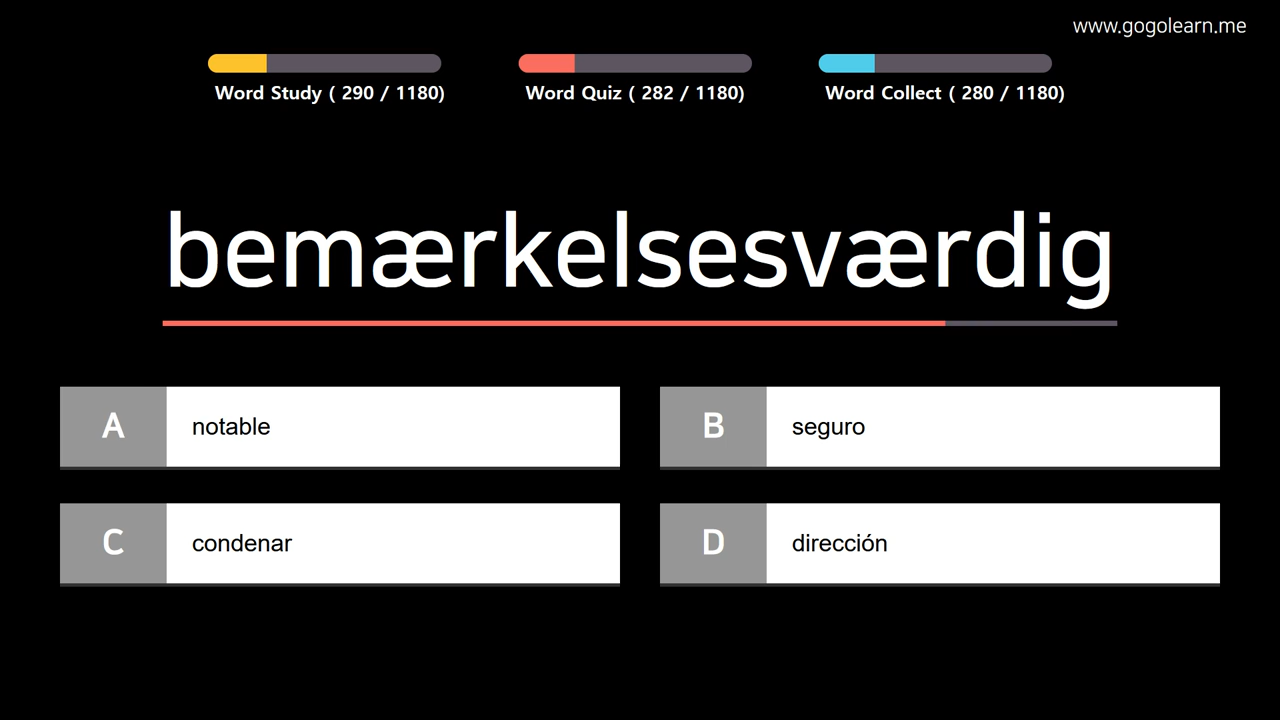 www.gogolearn.me
Word Study ( 290 / 1180)
Word Quiz ( 282 / 1180)
Word Collect ( 280 / 1180)
bemærkelsesværdig
A notable
B seguro
C condenar
D dirección